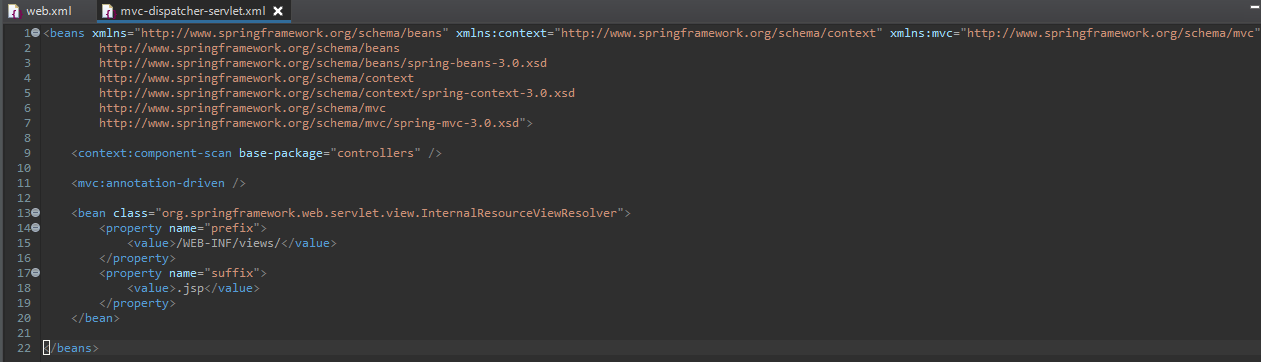 web.xml mvc-dispatcher-servlet.xml
1 <beans xmlns="http://www.springframework.org/schema/beans" xmlns:context="http://www.springframework.org/schema/context" xmlns:mvc="http://www.springframework.org/schema/mvc"
2 http://www.springframework.org/schema/beans
3 http://www.springframework.org/schema/beans/spring-beans-3.0.xsd
4 http://www.springframework.org/schema/context
5 http://www.springframework.org/schema/context/spring-context-3.0.xsd
6 http://www.springframework.org/schema/mvc
7 http://www.springframework.org/schema/mvc/spring-mvc-3.0.xsd">
8
9 <context:component-scan base-package="controllers" />
10
11 <mvc:annotation-driven />
12
13 <bean class="org.springframework.web.servlet.view.InternalResourceViewResolver">
14 <property name="prefix">
15 <value>/WEB-INF/views/</value>
16 </property>
17 <property name="suffix">
18 <value>.jsp</value>
19 </property>
20 </bean>
21
22 </beans>